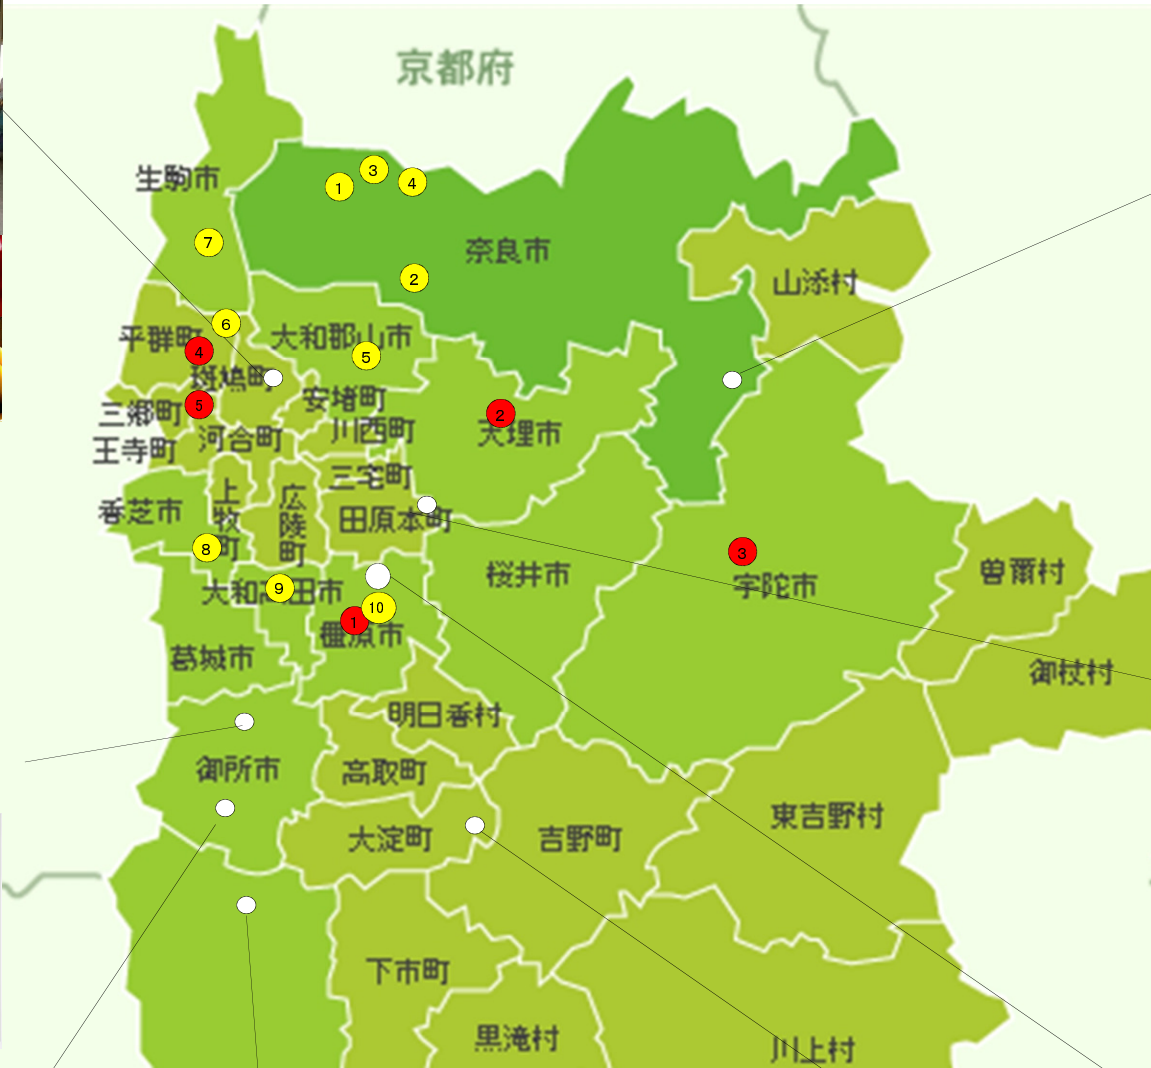 京都府
生駒市
3
1
4
7
奈良市
2
山添村
6
平群町
大和郡山市
4
5
斑鳩町
安堵町
5
三郷町
2
川西町
天理市
河合町
王寺町
三宅町
上牧町
広陵町
香芝市
田原本町
8
3
曽爾村
桜井市
宇陀市
9
大和高田市
10
1
橿原市
葛城市
御杖村
明日香村
御所市
高取町
東吉野村
大淀町
吉野町
下市町
黒滝村
川上村